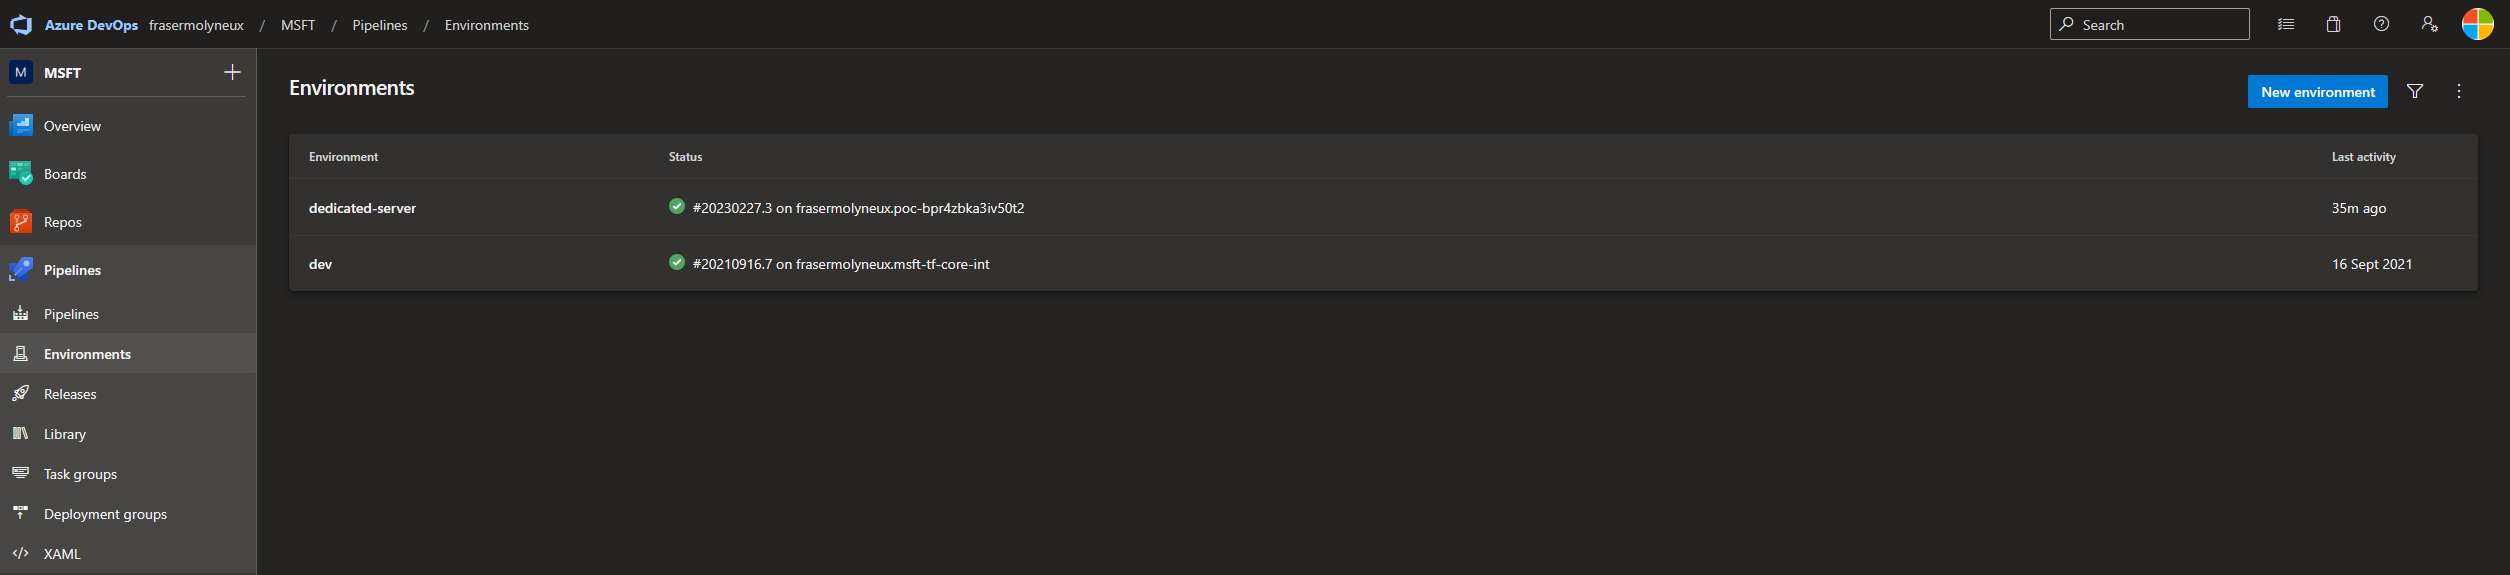 Azure DevOps frasermolyneux / MSFT / Pipelines / Environments
Search
M MSFT
Overview
Boards
Repos
Pipelines
Pipelines
Environments
Releases
Library
Task groups
Deployment groups
XAML
Environments
New environment
Environment Status Last activity
dedicated-server #20230227.3 on frasermolyneux.poc-bpr4zbka3iv50t2 35m ago
dev #20210916.7 on frasermolyneux.msft-tf-core-int 16 Sept 2021